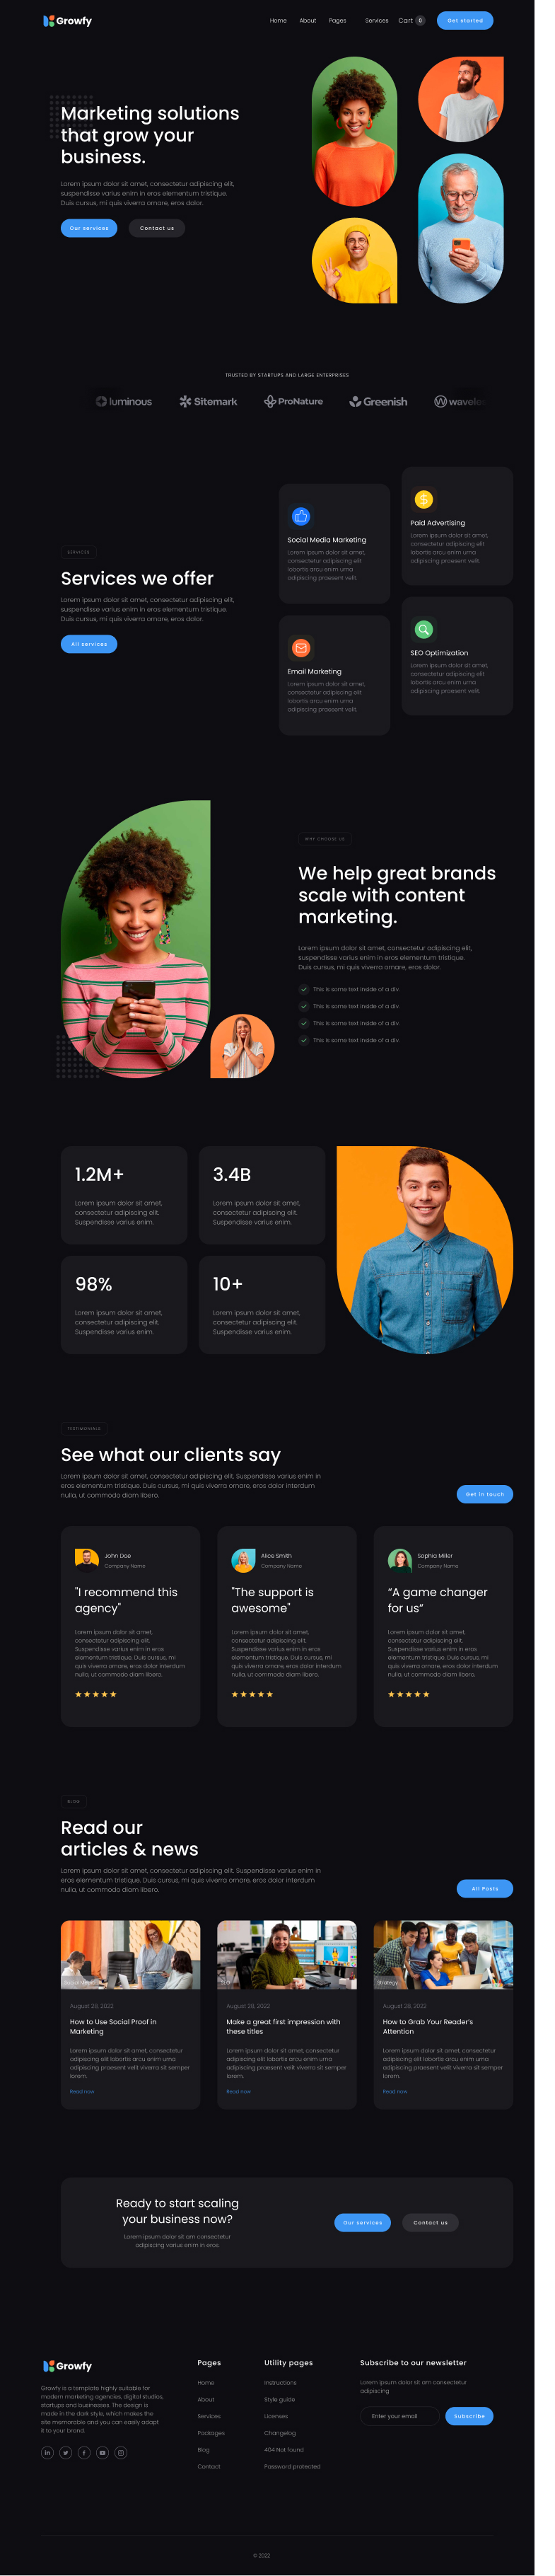 Growfy
Home About Pages Services Cart 0 Get started
Marketing solutions
that grow your
business.
Lorem ipsum dolor sit amet, consectetur adipiscing elit,
suspendisse varius enim in eros elementum tristique.
Duis cursus, mi quis viverra ornare, eros dolor.
Our services Contact us
TRUSTED BY STARTUPS AND LARGE ENTERPRISES
luminous Sitemark ProNature Greenish
SERVICES
Services we offer
Lorem ipsum dolor sit amet, consectetur adipiscing elit,
suspendisse varius enim in eros elementum tristique.
Duis cursus, mi quis viverra ornare, eros dolor.
All services
Social Media Marketing
Lorem ipsum dolor sit amet,
consectetur adipiscing elit
lobortis arcu enim urna
adipiscing praesent velit.
Paid Advertising
Lorem ipsum dolor sit amet,
consectetur adipiscing elit
lobortis arcu enim urna
adipiscing praesent velit.
Email Marketing
Lorem ipsum dolor sit amet,
consectetur adipiscing elit
lobortis arcu enim urna
adipiscing praesent velit.
SEO Optimization
Lorem ipsum dolor sit amet,
consectetur adipiscing elit
lobortis arcu enim urna
adipiscing praesent velit.
WHY CHOOSE US
We help great brands
scale with content
marketing.
Lorem ipsum dolor sit amet, consectetur adipiscing elit,
suspendisse varius enim in eros elementum tristique.
Duis cursus, mi quis viverra ornare, eros dolor.
This is some text inside of a div.
This is some text inside of a div.
This is some text inside of a div.
This is some text inside of a div.
1.2M+
Lorem ipsum dolor sit amet,
consectetur adipiscing elit.
Suspendisse varius enim.
3.4B
Lorem ipsum dolor sit amet,
consectetur adipiscing elit.
Suspendisse varius enim.
98%
Lorem ipsum dolor sit amet,
consectetur adipiscing elit.
Suspendisse varius enim.
10+
Lorem ipsum dolor sit amet,
consectetur adipiscing elit.
Suspendisse varius enim.
TESTIMONIALS
See what our clients say
Lorem ipsum dolor sit amet, consectetur adipiscing elit. Suspendisse varius enim in
eros elementum tristique. Duis cursus, mi quis viverra ornare, eros dolor interdum
nulla, ut commodo diam libero.
Get in touch
John Doe
Company Name
"I recommend this
agency"
Lorem ipsum dolor sit amet,
consectetur adipiscing elit.
Suspendisse varius enim in eros
elementum tristique. Duis cursus, mi
quis viverra ornare, eros dolor interdum
nulla, ut commodo diam libero.
Alice Smith
Company Name
"The support is
awesome"
Lorem ipsum dolor sit amet,
consectetur adipiscing elit.
Suspendisse varius enim in eros
elementum tristique. Duis cursus, mi
quis viverra ornare, eros dolor interdum
nulla, ut commodo diam libero.
Sophia Miller
Company Name
“A game changer
for us”
Lorem ipsum dolor sit amet,
consectetur adipiscing elit.
Suspendisse varius enim in eros
elementum tristique. Duis cursus, mi
quis viverra ornare, eros dolor interdum
nulla, ut commodo diam libero.
BLOG
Read our
articles & news
Lorem ipsum dolor sit amet, consectetur adipiscing elit. Suspendisse varius enim in
eros elementum tristique. Duis cursus, mi quis viverra ornare, eros dolor interdum
nulla, ut commodo diam libero.
All Posts
August 28, 2022
How to Use Social Proof in
Marketing
Lorem ipsum dolor sit amet, consectetur
adipiscing elit lobortis arcu enim urna
adipiscing praesent velit viverra sit semper
lorem.
Read now
August 28, 2022
Make a great first impression with
these titles
Lorem ipsum dolor sit amet, consectetur
adipiscing elit lobortis arcu enim urna
adipiscing praesent velit viverra sit semper
lorem.
Read now
Strategy
August 28, 2022
How to Grab Your Reader's
Attention
Lorem ipsum dolor sit amet, consectetur
adipiscing elit lobortis arcu enim urna
adipiscing praesent velit viverra sit semper
lorem.
Read now
Ready to start scaling
your business now?
Lorem ipsum dolor sit am consectetur
adipiscing varius enim in eros.
Our services Contact us
Growfy
Growfy is a template highly suitable for
modern marketing agencies, digital studios,
startups and businesses. The design is
made in the dark style, which makes the
site memorable and you can easily adapt
it to your brand.
Pages
Home
About
Services
Packages
Blog
Contact
Utility pages
Instructions
Style guide
Licenses
Changelog
404 Not found
Password protected
Subscribe to our newsletter
Lorem ipsum dolor sit am consectetur
adipiscing
Enter your email Subscribe
© 2022